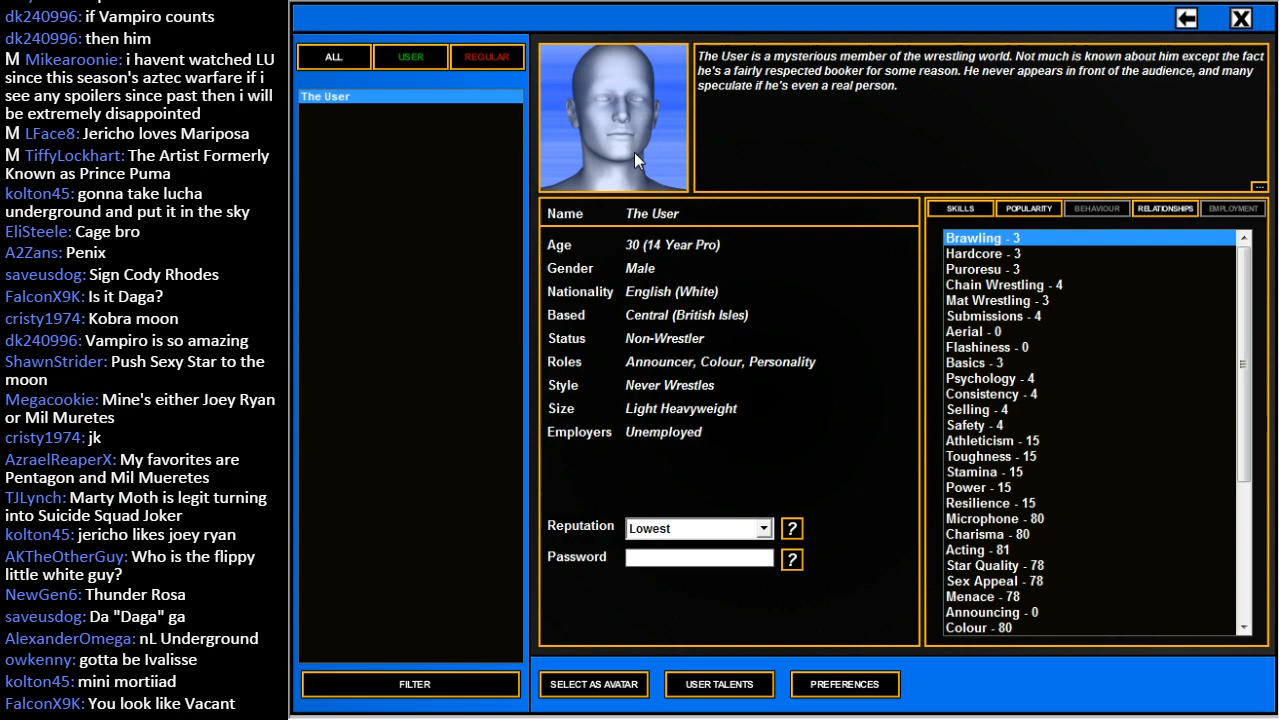 dk240996: if Vampiro counts
dk240996: then him
M Mikearoonie: i havent watched LU
since this season's aztec warfare if i
see any spoilers since past then i will
be extremely disappointed
M LFace8: Jericho loves Mariposa
M TiffyLockhart: The Artist Formerly
Known as Prince Puma
kolton45: gonna take lucha
underground and put it in the sky
EliSteele: Cage bro
A2Zans: Penix
saveusdog: Sign Cody Rhodes
FalconX9K: Is it Daga?
cristy1974: Kobra moon
dk240996: Vampiro is so amazing
ShawnStrider: Push Sexy Star to the
moon
Megacookie: Mine's either Joey Ryan
or Mil Muretes
cristy1974: jk
AzraelReaperX: My favorites are
Pentagon and Mil Mueretes
TJLynch: Marty Moth is legit turning
into Suicide Squad Joker
kolton45: jericho likes joey ryan
AKTheOtherGuy: Who is the flippy
little white guy?
NewGen6: Thunder Rosa
saveusdog: Da "Daga" ga
AlexanderOmega: nL Underground
owkenny: gotta be Ivalisse
kolton45: mini mortiiad
FalconX9K: You look like Vacant
ALL USER REGULAR
The User
FILTER
The User is a mysterious member of the wrestling world. Not much is known about him except the fact
he's a fairly respected booker for some reason. He never appears in front of the audience, and many
speculate if he's even a real person.
...
Name The User
Age 30 (14 Year Pro)
Gender Male
Nationality English (White)
Based Central (British Isles)
Status Non-Wrestler
Roles Announcer, Colour, Personality
Style Never Wrestles
Size Light Heavyweight
Employers Unemployed
Reputation Lowest ?
Password ?
SKILLS POPULARITY BEHAVIOUR RELATIONSHIPS EMPLOYMENT
Brawling - 3
Hardcore - 3
Puroresu - 3
Chain Wrestling - 4
Mat Wrestling - 3
Submissions - 4
Aerial - 0
Flashiness - 0
Basics - 3
Psychology - 4
Consistency - 4
Selling - 4
Safety - 4
Athleticism - 15
Toughness - 15
Stamina - 15
Power - 15
Resilience - 15
Microphone - 80
Charisma - 80
Acting - 81
Star Quality - 78
Sex Appeal - 78
Menace - 78
Announcing - 0
Colour - 80
SELECT AS AVATAR USER TALENTS PREFERENCES